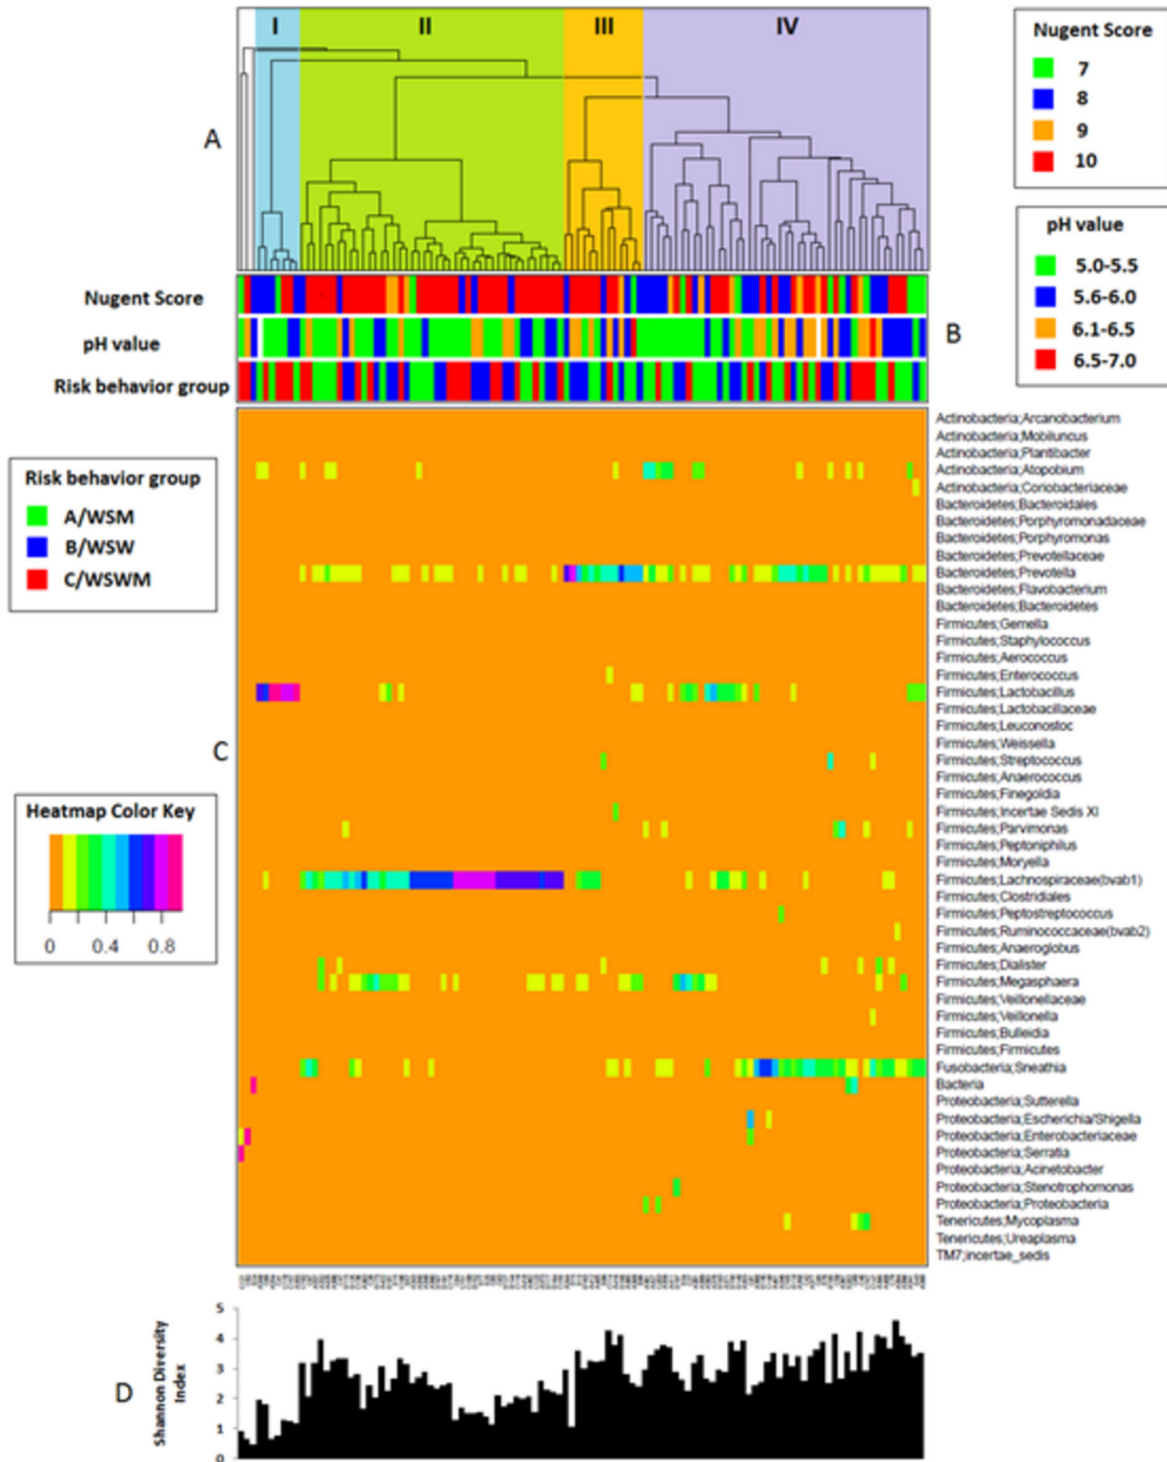 I II III IV
A
Nugent Score
7
8
9
10
pH value
5.0-5.5
5.6-6.0
6.1-6.5
6.5-7.0
Nugent Score
pH value
Risk behavior group
B
Risk behavior group
A/WSM
B/WSW
C/WSWM
C
Heatmap Color Key
0 0.4 0.8
Actinobacteria;Arcanobacterium
Actinobacteria;Mobiluncus
Actinobacteria;Plantibacter
Actinobacteria;Atopobium
Actinobacteria;Coriobacteriaceae
Bacteroidetes;Bacteroidales
Bacteroidetes;Porphyromonadaceae
Bacteroidetes;Porphyromonas
Bacteroidetes;Prevotellaceae
Bacteroidetes;Prevotella
Bacteroidetes;Flavobacterium
Bacteroidetes;Bacteroidetes
Firmicutes;Gemella
Firmicutes;Staphylococcus
Firmicutes;Aerococcus
Firmicutes;Enterococcus
Firmicutes;Lactobacillus
Firmicutes;Lactobacillaceae
Firmicutes;Leuconostoc
Firmicutes;Weissella
Firmicutes;Streptococcus
Firmicutes;Anaerococcus
Firmicutes;Finegoldia
Firmicutes;Incertae Sedis XI
Firmicutes;Parvimonas
Firmicutes;Peptoniphilus
Firmicutes;Moryella
Firmicutes;Lachnospiraceae(bvab1)
Firmicutes;Clostridiales
Firmicutes;Peptostreptococcus
Firmicutes;Ruminococcaceae(bvab2)
Firmicutes;Anaeroglobus
Firmicutes;Dialister
Firmicutes;Megasphaera
Firmicutes;Veillonellaceae
Firmicutes;Veillonella
Firmicutes;Bulleidia
Firmicutes;Firmicutes
Fusobacteria;Sneathia
Bacteria
Proteobacteria;Sutterella
Proteobacteria;Escherichia/Shigella
Proteobacteria;Enterobacteriaceae
Proteobacteria;Serratia
Proteobacteria;Acinetobacter
Proteobacteria;Stenotrophomonas
Proteobacteria;Proteobacteria
Tenericutes;Mycoplasma
Tenericutes;Ureaplasma
TM7;incertae_sedis
D
Shannon Diversity
Index
5
4
3
2
1
0